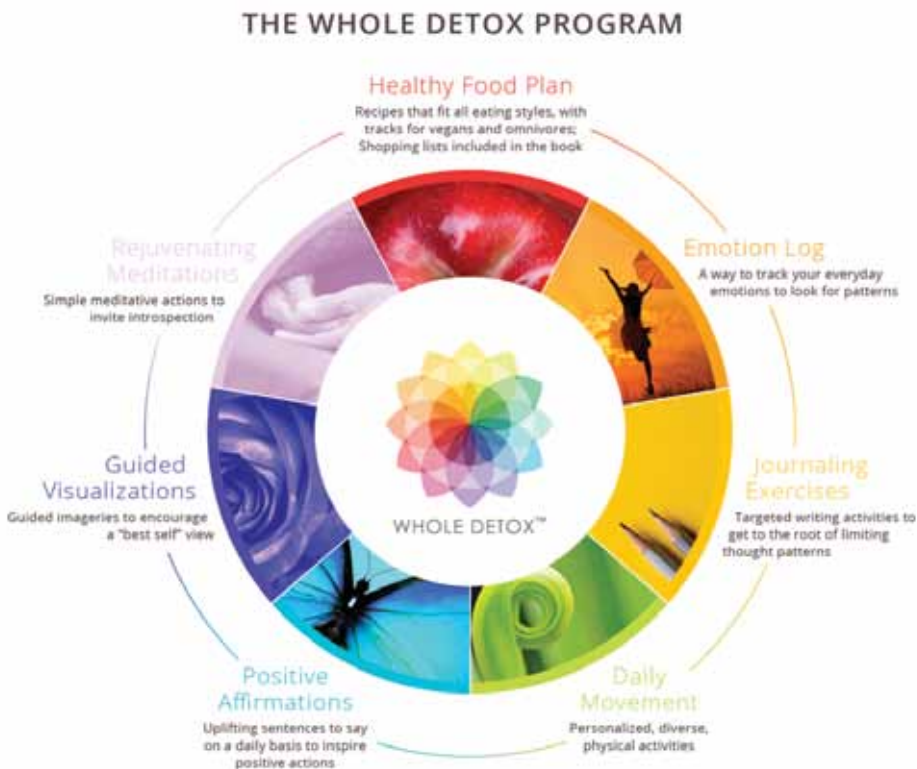 THE WHOLE DETOX PROGRAM
Healthy Food Plan
Recipes that fit all eating styles, with
tracks for vegans and omnivores;
Shopping lists included in the book
Emotion Log
A way to track your everyday
emotions to look for patterns
Journaling
Exercises
Targeted writing activities to
get to the root of limiting
thought patterns
Daily
Movement
Personalized, diverse,
physical activities
Positive
Affirmations
Uplifting sentences to say
on a daily basis to inspire
positive actions
Guided
Visualizations
Guided imageries to encourage
a "best self" view
Rejuvenating
Meditations
Simple meditative actions to
invite introspection
WHOLE DETOX™